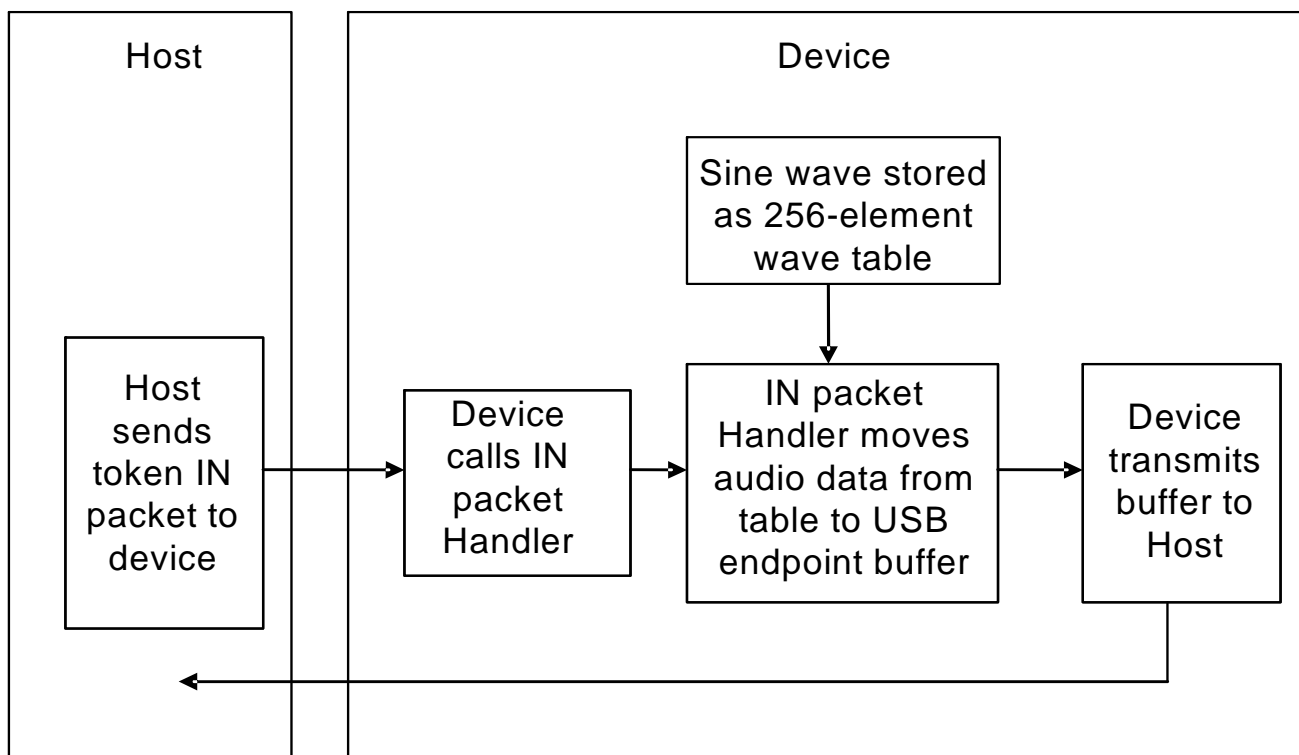 Host
Device
Sine wave stored
as 256-element
wave table
Host
sends
token IN
packet to
device
Device
calls IN
packet
Handler
IN packet
Handler moves
audio data from
table to USB
endpoint buffer
Device
transmits
buffer to
Host